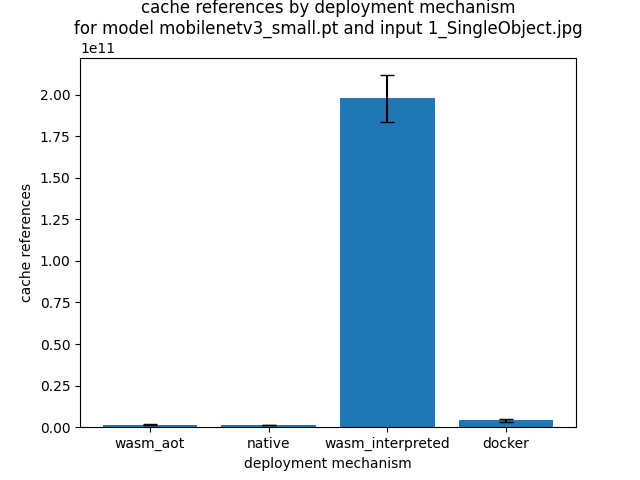 cache references by deployment mechanism
for model mobilenetv3_small.pt and input 1_SingleObject.jpg
1e11
2.00
1.75
1.50
1.25
1.00
0.75
0.50
0.25
0.00
cache references
wasm_aot native wasm_interpreted docker
deployment mechanism